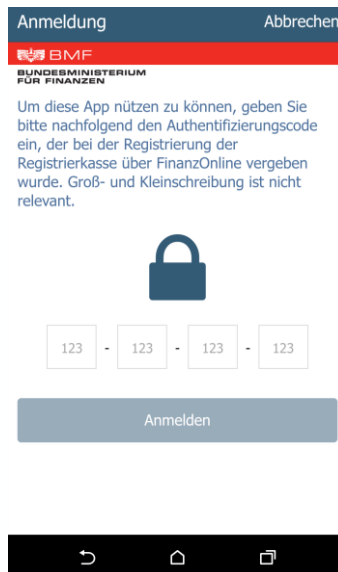 Anmeldung Abbrechen
BMF
BUNDESMINISTERIUM
FÜR FINANZEN
Um diese App nützen zu können, geben Sie
bitte nachfolgend den Authentifizierungscode
ein, der bei der Registrierung der
Registrierkasse über FinanzOnline vergeben
wurde. Groß- und Kleinschreibung ist nicht
relevant.
123 - 123 - 123 - 123
Anmelden